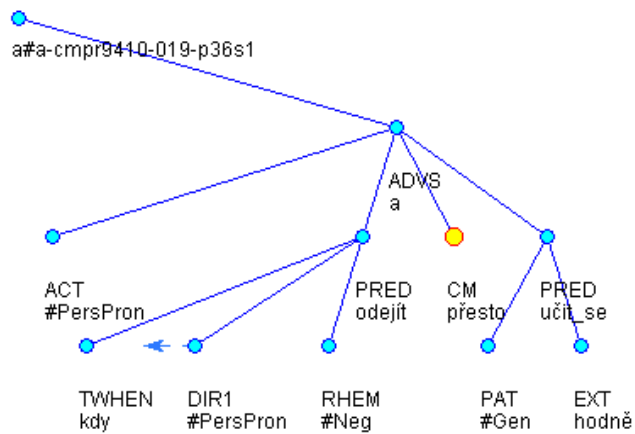 a#a-cmpr9410-019-p36s1
ADVS
a
ACT
#PersPron
PRED
odejít
CM
přesto
PRED
učit_se
TWHEN
kdy
DIR1
#PersPron
RHEM
#Neg
PAT
#Gen
EXT
hodně